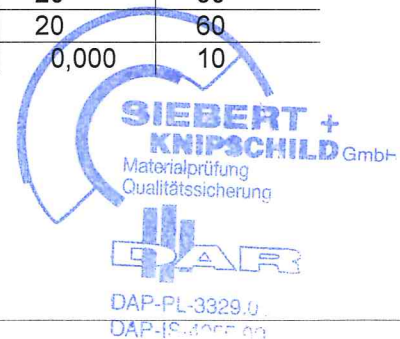 20 60
0,000 10
SIEBERT +
KNIPSCHILD GmbH
Materialprüfung
Qualitätssicherung
DAR
DAP-PL-3329.0